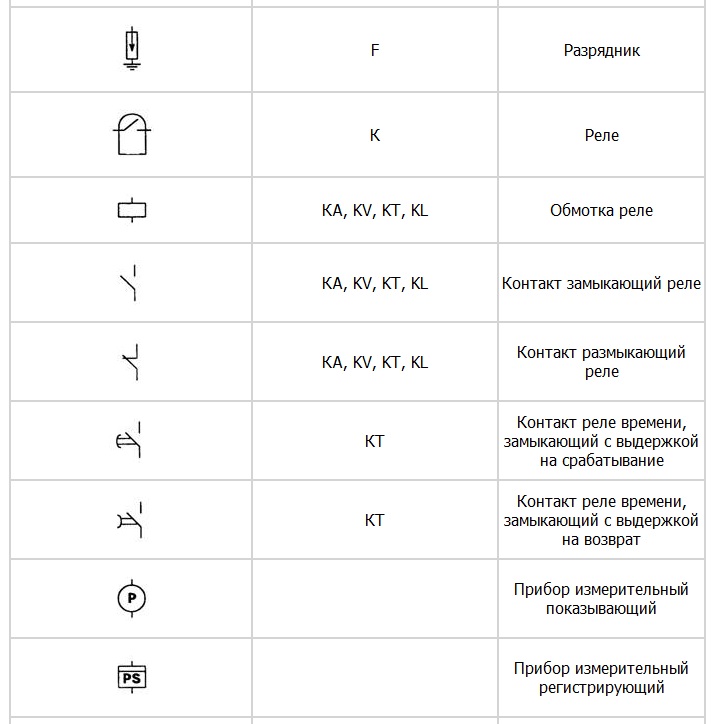 F
Разрядник
K
Реле
KA, KV, KT, KL
Обмотка реле
KA, KV, KT, KL
Контакт замыкающий реле
KA, KV, KT, KL
Контакт размыкающий
реле
KT
Контакт реле времени,
замыкающий с выдержкой
на срабатывание
KT
Контакт реле времени,
замыкающий с выдержкой
на возврат
P
Прибор измерительный
показывающий
PS
Прибор измерительный
регистрирующий